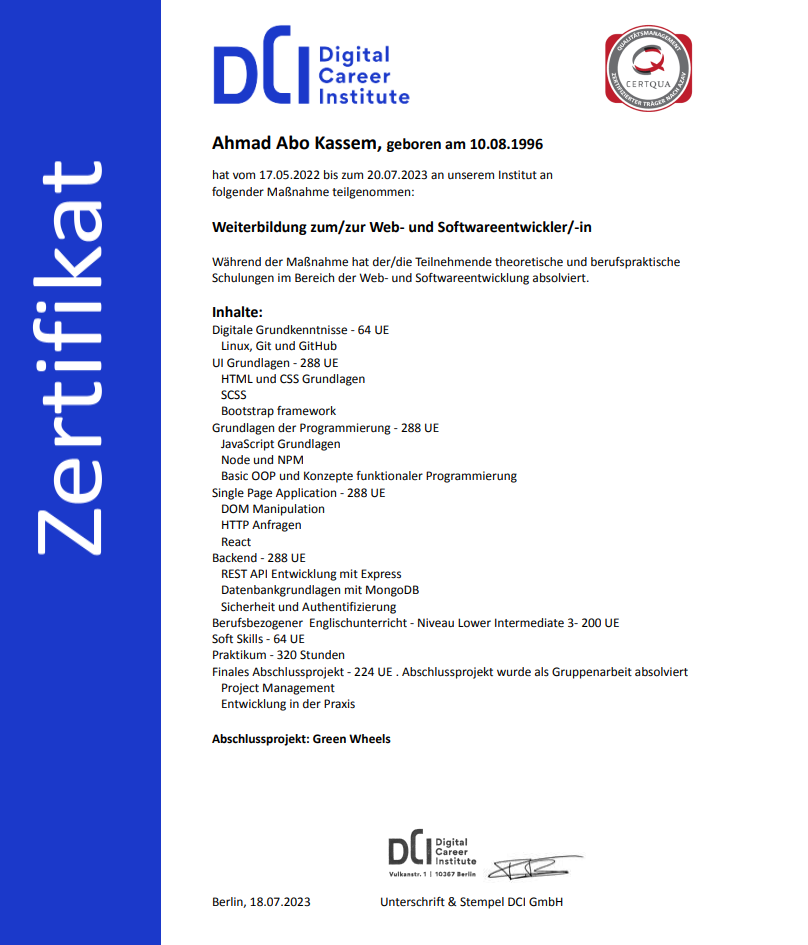 Zertifikat
DCI Digital
Career
Institute
QUALITÄTSMANAGEMENT
CERTQUA
ZERTIFIZIERTER TRÄGER NACH AZAV
Ahmad Abo Kassem, geboren am 10.08.1996
hat vom 17.05.2022 bis zum 20.07.2023 an unserem Institut an
folgender Maßnahme teilgenommen:
Weiterbildung zum/zur Web- und Softwareentwickler/-in
Während der Maßnahme hat der/die Teilnehmende theoretische und berufspraktische
Schulungen im Bereich der Web- und Softwareentwicklung absolviert.
Inhalte:
Digitale Grundkenntnisse - 64 UE
Linux, Git und GitHub
UI Grundlagen - 288 UE
HTML und CSS Grundlagen
SCSS
Bootstrap framework
Grundlagen der Programmierung - 288 UE
JavaScript Grundlagen
Node und NPM
Basic OOP und Konzepte funktionaler Programmierung
Single Page Application - 288 UE
DOM Manipulation
HTTP Anfragen
React
Backend - 288 UE
REST API Entwicklung mit Express
Datenbankgrundlagen mit MongoDB
Sicherheit und Authentifizierung
Berufsbezogener  Englischunterricht - Niveau Lower Intermediate 3- 200 UE
Soft Skills - 64 UE
Praktikum - 320 Stunden
Finales Abschlussprojekt - 224 UE . Abschlussprojekt wurde als Gruppenarbeit absolviert
Project Management
Entwicklung in der Praxis
Abschlussprojekt: Green Wheels
DCI Digital
Career
Institute
Vulkanstr. 1 | 10367 Berlin
Berlin, 18.07.2023
Unterschrift & Stempel DCI GmbH